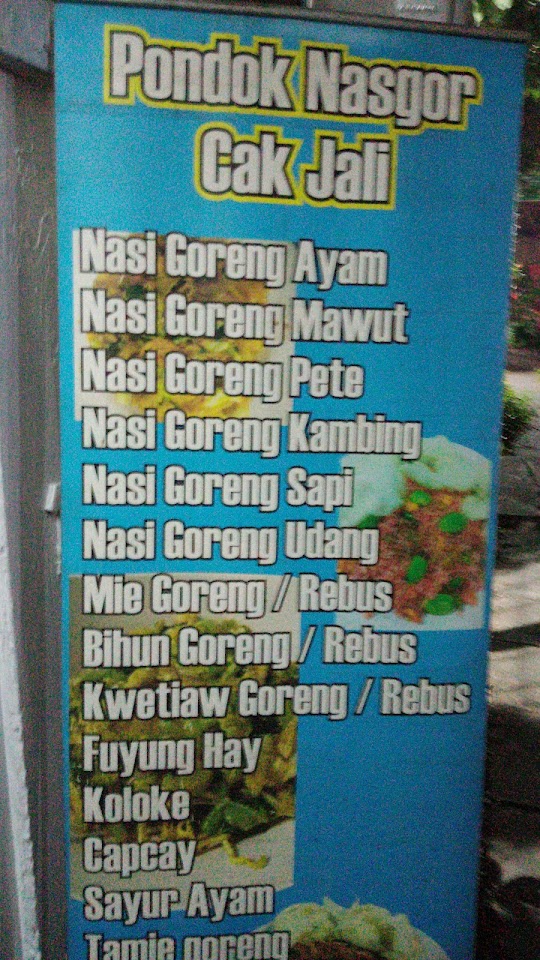 Pondok Nasgor
Cak Jali
Nasi Goreng Ayam
Nasi Goreng Mawut
Nasi Goreng Pete
Nasi Goreng Kambing
Nasi Goreng Sapi
Nasi Goreng Udang
Mie Goreng / Rebus
Bihun Goreng / Rebus
Kwetiaw Goreng / Rebus
Fuyung Hay
Koloke
Capcay
Sayur Ayam
Tamie goreng